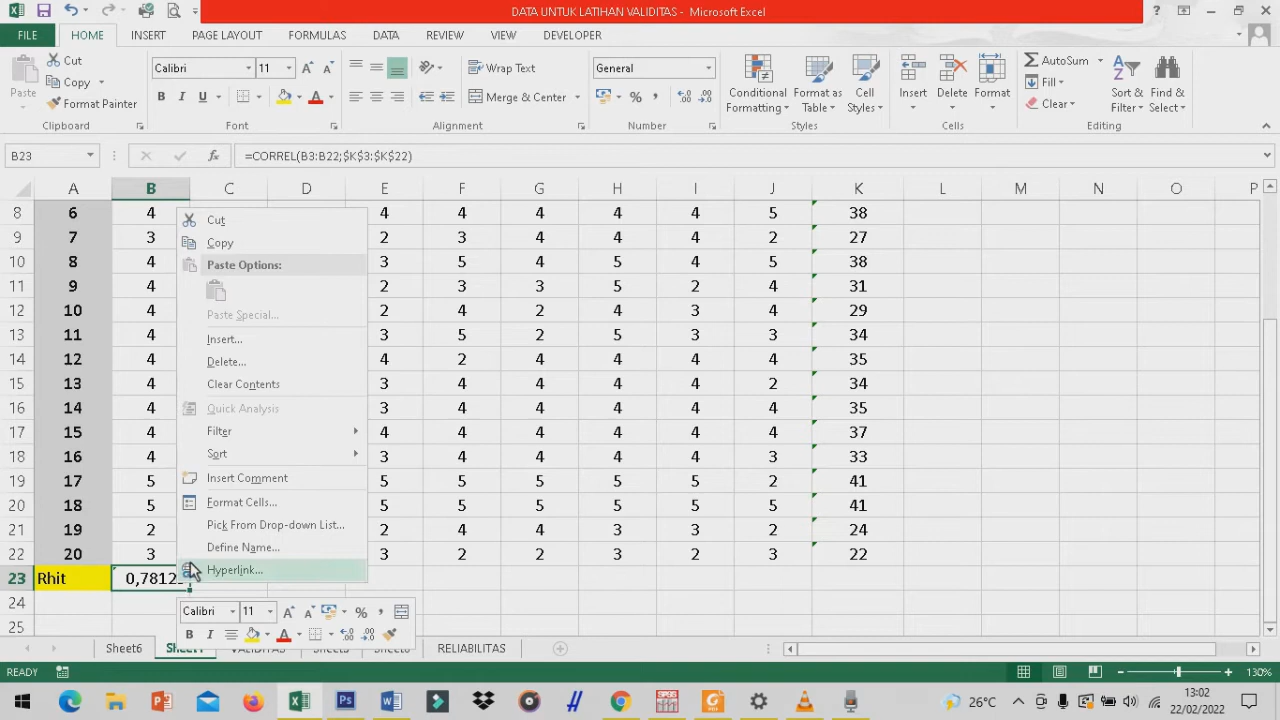 DATA UNTUK LATIHAN VALIDITAS - Microsoft Excel
FILE HOME INSERT PAGE LAYOUT FORMULAS DATA REVIEW VIEW DEVELOPER
Paste
Cut
Copy
Format Painter
Clipboard
Calibri 11
B I U
Font
Wrap Text
Merge & Center
Alignment
General
Number
Conditional Formatting
Format as Table
Cell Styles
Styles
Insert
Delete
Format
Cells
AutoSum
Fill
Clear
Sort & Filter
Find & Select
Editing
B23 fx =CORREL(B3:B22;$K$3:$K$22)
A B C D E F G H I J K L M N O P
8 6 4 4 4 4 4 4 5 38
9 7 3 2 3 4 4 4 2 27
10 8 4 3 5 4 5 4 5 38
11 9 4 2 3 3 5 2 4 31
12 10 4 2 4 2 4 3 4 29
13 11 4 3 5 2 5 3 3 34
14 12 4 4 2 4 4 4 4 35
15 13 4 3 4 4 4 4 2 34
16 14 4 3 4 4 4 4 4 35
17 15 4 4 4 4 4 4 4 37
18 16 4 3 4 4 4 4 3 33
19 17 5 5 5 5 5 5 2 41
20 18 5 5 5 5 5 5 5 41
21 19 2 2 4 4 3 3 2 24
22 20 3 3 2 2 3 2 3 22
23 Rhit
24
25
Cut
Copy
Paste Options:
Paste Special...
Insert...
Delete...
Clear Contents
Quick Analysis
Filter
Sort
Insert Comment
Format Cells...
Pick From Drop-down List...
Define Name...
Hyperlink...
Calibri 11
B I
Sheet6 VALIDITAS RELIABILITAS
READY 130%
26°C
13:02
22/02/2022